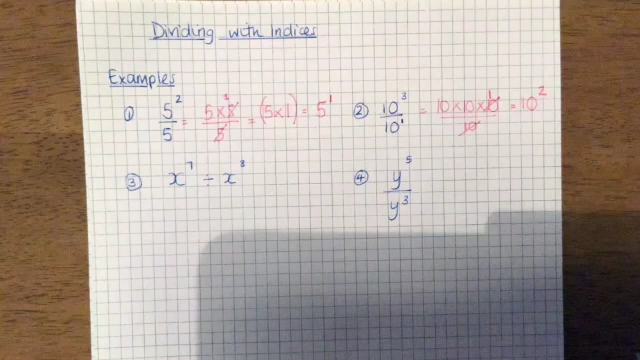 Dividing with Indices
Examples
① 5²/5 = 5×5/5 = (5×1) = 5¹
② 10³/10¹ = 10×10×10/10 = 10²
③ x⁷ ÷ x³
④ y⁵/y³